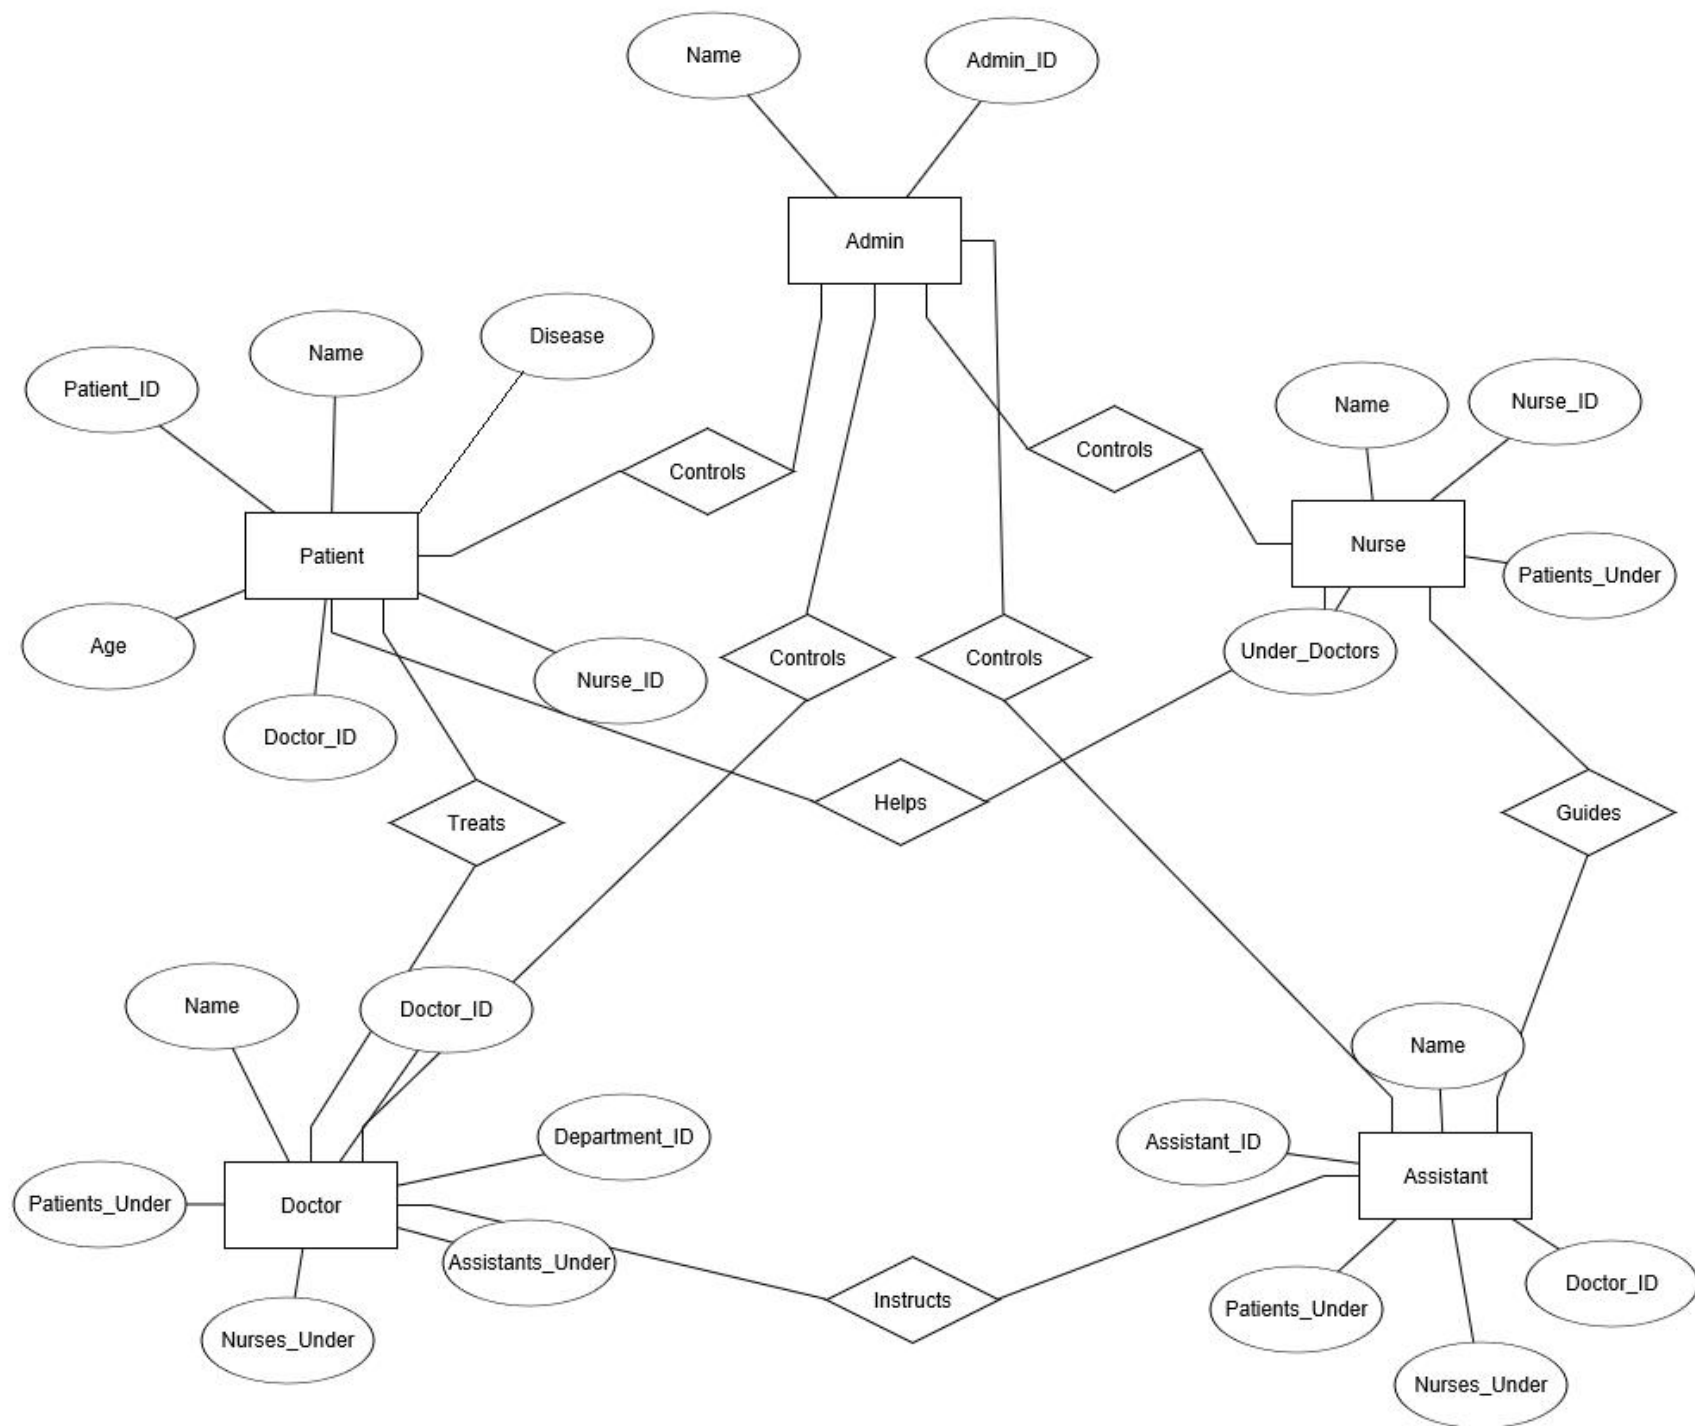 Name
Admin_ID
Admin
Disease
Name
Patient_ID
Name
Nurse_ID
Controls
Controls
Nurse
Patient
Patients_Under
Age
Nurse_ID
Controls
Controls
Under_Doctors
Doctor_ID
Treats
Helps
Guides
Name
Doctor_ID
Name
Department_ID
Assistant_ID
Patients_Under
Doctor
Assistant
Assistants_Under
Instructs
Doctor_ID
Patients_Under
Nurses_Under
Nurses_Under